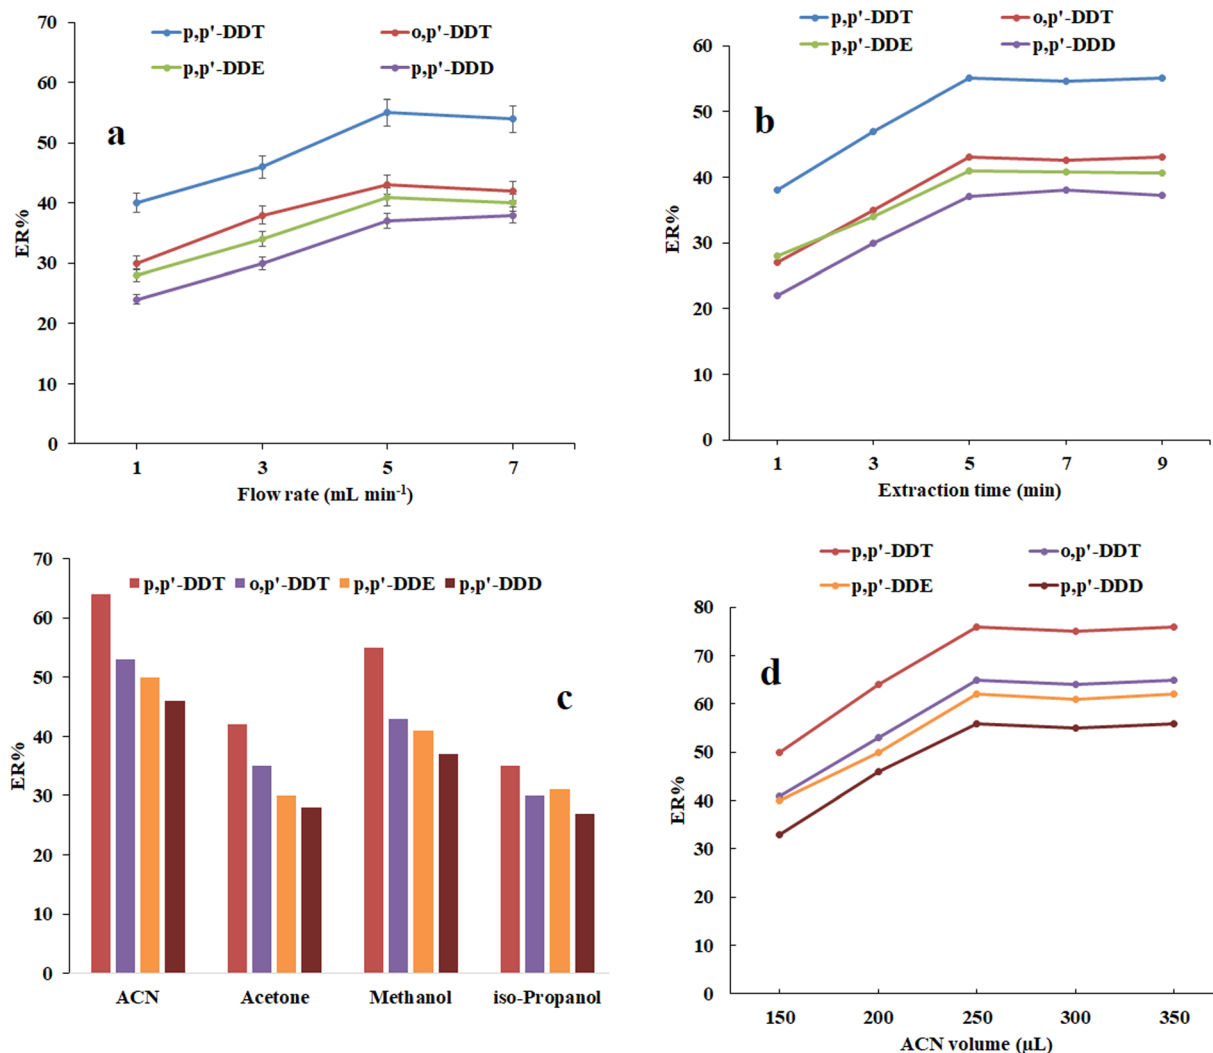 70
60
50
40
30
20
10
0
ER%
p,p'-DDT
o,p'-DDT
p,p'-DDE
p,p'-DDD
a
1
3
5
7
Flow rate (mL min⁻¹)
60
50
40
30
20
10
0
ER%
p,p'-DDT
o,p'-DDT
p,p'-DDE
p,p'-DDD
b
1
3
5
7
9
Extraction time (min)
70
60
50
40
30
20
10
0
ER%
p,p'-DDT
o,p'-DDT
p,p'-DDE
p,p'-DDD
c
ACN
Acetone
Methanol
iso-Propanol
p,p'-DDT
o,p'-DDT
p,p'-DDE
p,p'-DDD
80
70
60
50
40
30
20
10
0
ER%
d
150
200
250
300
350
ACN volume (µL)